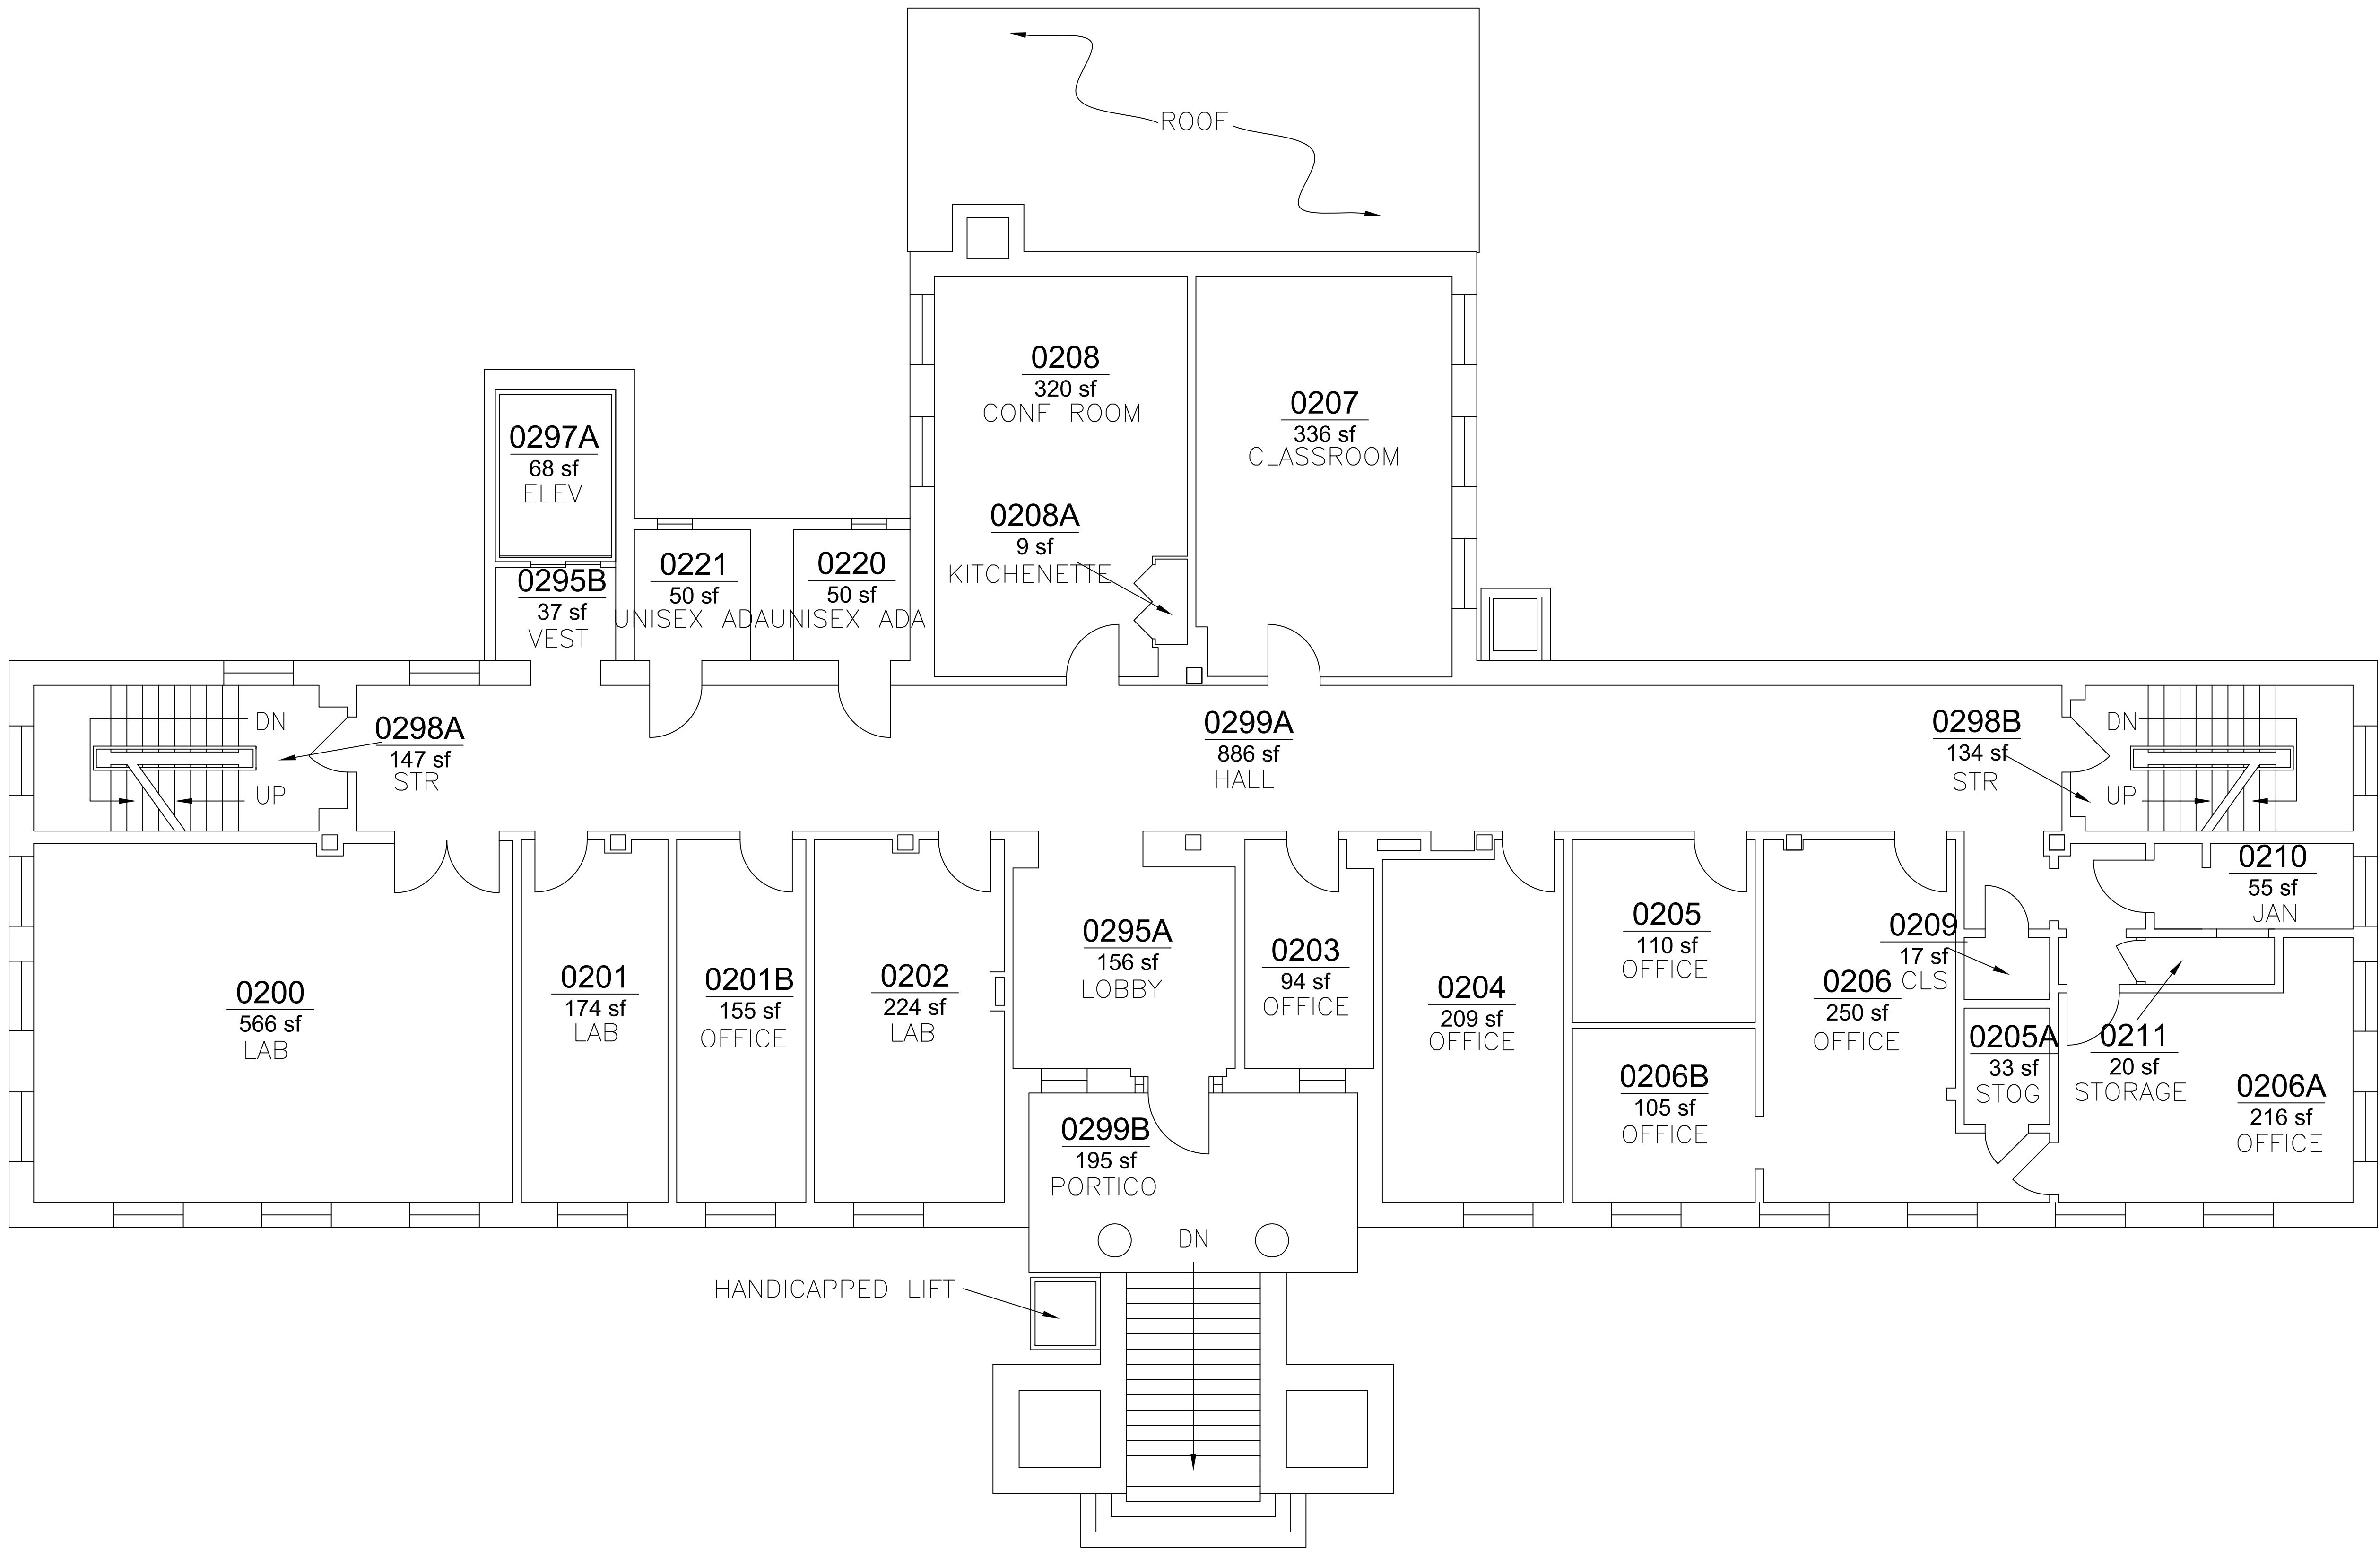 ROOF
0208
320 sf
CONF ROOM
0207
336 sf
CLASSROOM
0297A
68 sf
ELEV
0208A
9 sf
KITCHENETTE
0295B
37 sf
VEST
0221
50 sf
UNISEX ADA
0220
50 sf
UNISEX ADA
DN
UP
0298A
147 sf
STR
0299A
886 sf
HALL
0298B
134 sf
STR
DN
UP
0200
566 sf
LAB
0201
174 sf
LAB
0201B
155 sf
OFFICE
0202
224 sf
LAB
0295A
156 sf
LOBBY
0203
94 sf
OFFICE
0204
209 sf
OFFICE
0205
110 sf
OFFICE
0206B
105 sf
OFFICE
0206
250 sf
OFFICE
0209
17 sf
CLS
0210
55 sf
JAN
0205A
33 sf
STOG
0211
20 sf
STORAGE
0206A
216 sf
OFFICE
0299B
195 sf
PORTICO
DN
HANDICAPPED LIFT